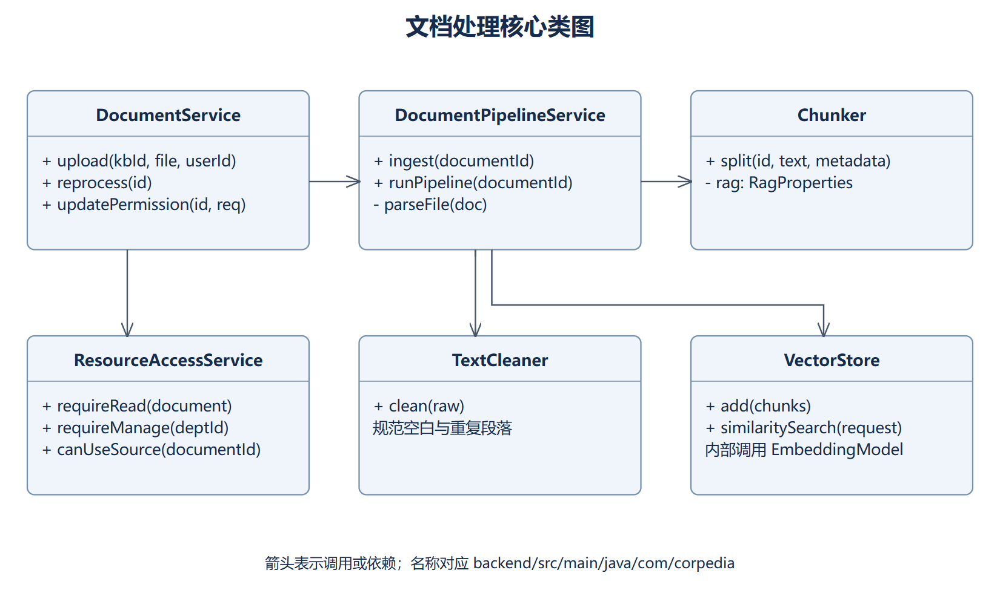 文档处理核心类图
DocumentService
+ upload(kbId, file, userId)
+ reprocess(id)
+ updatePermission(id, req)
DocumentPipelineService
+ ingest(documentId)
+ runPipeline(documentId)
- parseFile(doc)
Chunker
+ split(id, text, metadata)
- rag: RagProperties
ResourceAccessService
+ requireRead(document)
+ requireManage(deptId)
+ canUseSource(documentId)
TextCleaner
+ clean(raw)
规范空白与重复段落
VectorStore
+ add(chunks)
+ similaritySearch(request)
内部调用 EmbeddingModel
箭头表示调用或依赖；名称对应 backend/src/main/java/com/corpedia